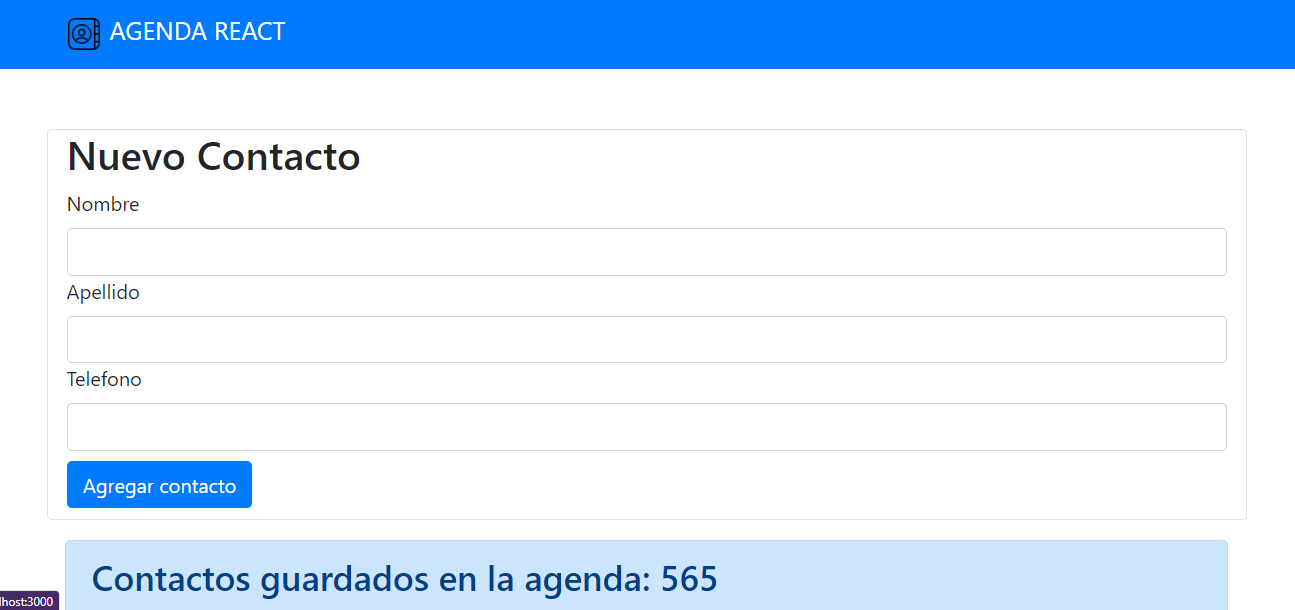 AGENDA REACT
Nuevo Contacto
Nombre
Apellido
Telefono
Agregar contacto
Contactos guardados en la agenda: 565
lhost:3000